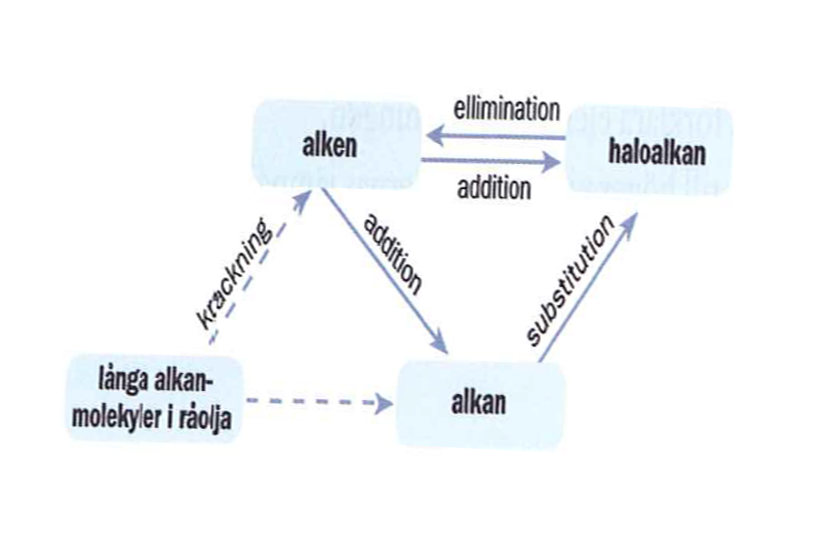 ellimination
alken
haloalkan
addition
addition
krackning
substitution
långa alkan-
molekyler i råolja
alkan